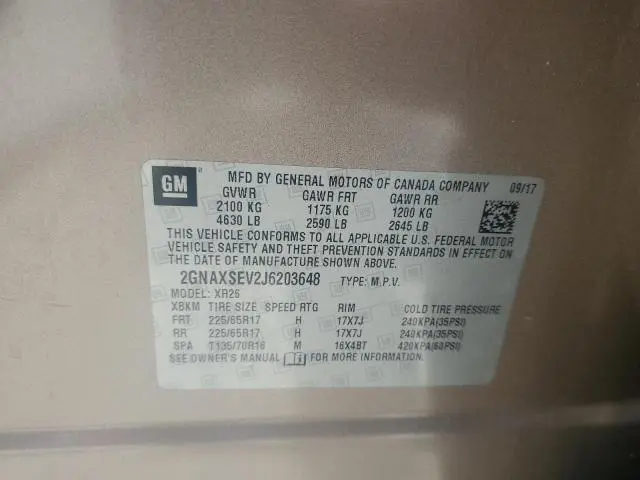 GM
MFD BY GENERAL MOTORS OF CANADA COMPANY 09/17
GVWR GAWR FRT GAWR RR
2100 KG 1175 KG 1200 KG
4630 LB 2590 LB 2645 LB
THIS VEHICLE CONFORMS TO ALL APPLICABLE U.S. FEDERAL MOTOR
VEHICLE SAFETY AND THEFT PREVENTION STANDARDS IN EFFECT ON
THE DATE OF MANUFACTURE SHOWN ABOVE.
2GNAXSEV2J6203648 TYPE: M.P.V.
MODEL: XR26
XBKM TIRE SIZE SPEED RTG RIM COLD TIRE PRESSURE
FRT 225/65R17 H 17X7J 240KPA(35PSI)
RR 225/65R17 H 17X7J 240KPA(35PSI)
SPA T135/70R16 M 16X4BT 420KPA(60PSI)
SEE OWNER'S MANUAL FOR MORE INFORMATION.